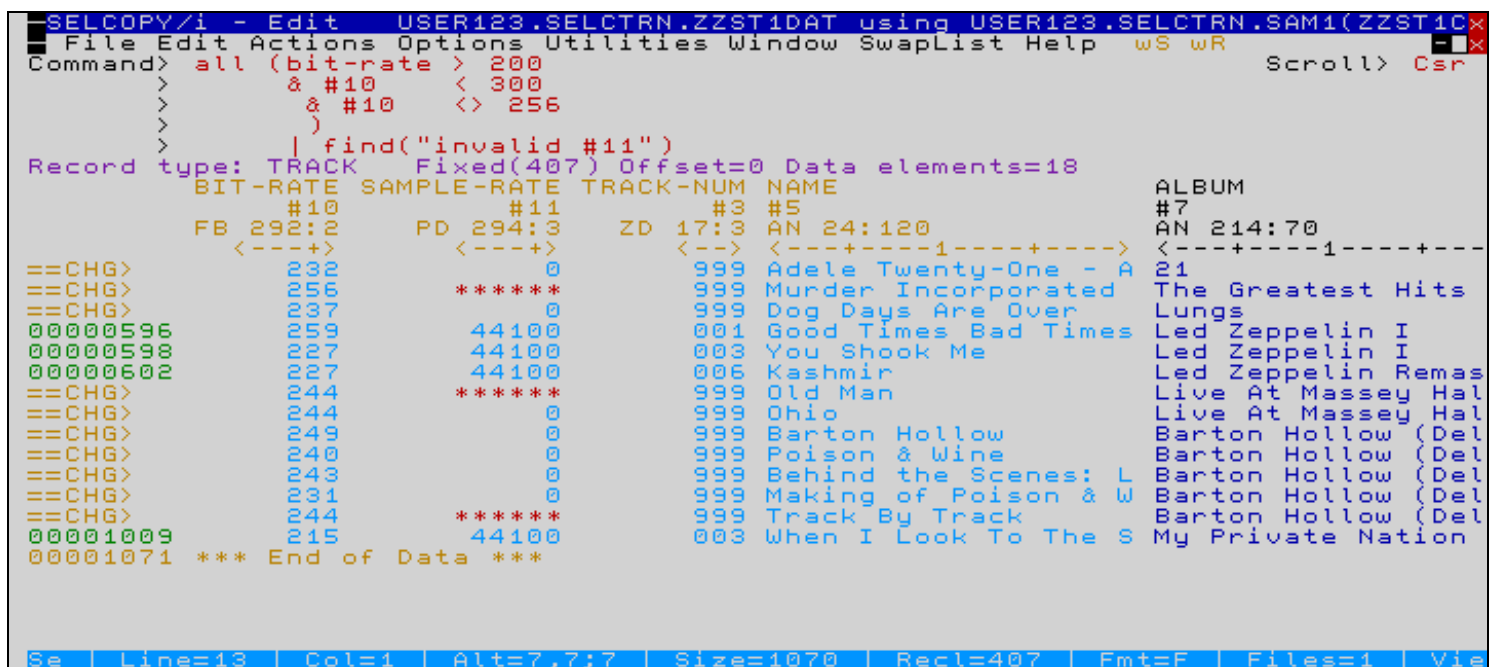 SELCOPY/i - Edit   USER123.SELCTRN.ZZST1DAT using USER123.SELCTRN.SAM1(ZZST1C x
File Edit Actions Options Utilities Window SwapList Help  wS wR   - x
Command> all (bit-rate > 200   Scroll> Csr
> & #10   < 300
> & #10   <> 256
> )
> | find("invalid #11")
Record type: TRACK   Fixed(407) Offset=0 Data elements=18
BIT-RATE SAMPLE-RATE TRACK-NUM NAME   ALBUM
#10   #11   #3 #5   #7
FB 292:2   PD 294:3   ZD 17:3 AN 24:120   AN 214:70
<---+>   <---+>   <--> <---+----1----+---->  <---+----1----+---
==CHG>   232   0   999 Adele Twenty-One - A 21
==CHG>   256   ******   999 Murder Incorporated  The Greatest Hits
==CHG>   237   0   999 Dog Days Are Over   Lungs
00000596   259   44100   001 Good Times Bad Times Led Zeppelin I
00000598   227   44100   003 You Shook Me   Led Zeppelin I
00000602   227   44100   006 Kashmir   Led Zeppelin Remas
==CHG>   244   ******   999 Old Man   Live At Massey Hal
==CHG>   244   0   999 Ohio   Live At Massey Hal
==CHG>   249   0   999 Barton Hollow   Barton Hollow (Del
==CHG>   240   0   999 Poison & Wine   Barton Hollow (Del
==CHG>   243   0   999 Behind the Scenes: L Barton Hollow (Del
==CHG>   231   0   999 Making of Poison & W Barton Hollow (Del
==CHG>   244   ******   999 Track By Track   Barton Hollow (Del
00001009   215   44100   003 When I Look To The S My Private Nation
00001071 *** End of Data ***
Se | Line=13 | Col=1 | Alt=7,7;7 | Size=1070 | Recl=407 | Fmt=F | Files=1 | Vie